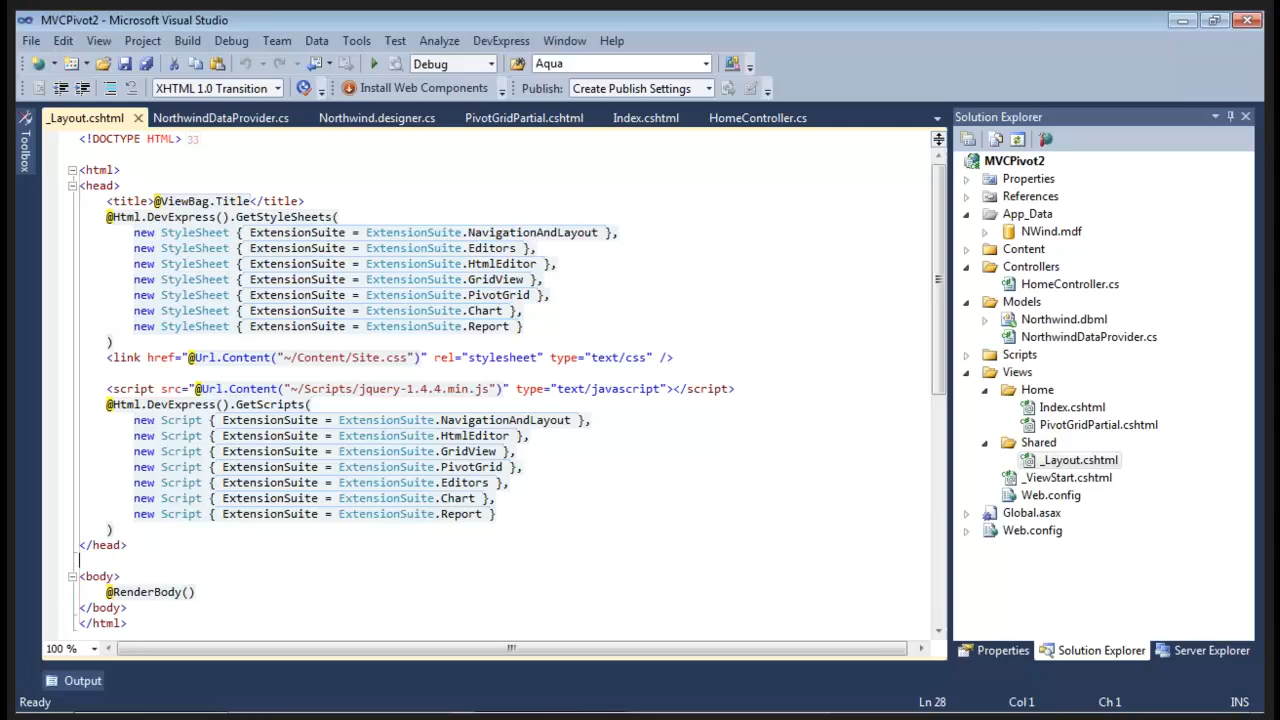 MVCPivot2 - Microsoft Visual Studio
File Edit View Project Build Debug Team Data Tools Test Analyze DevExpress Window Help
Debug Aqua
XHTML 1.0 Transition Install Web Components Publish: Create Publish Settings
Toolbox
_Layout.cshtml NorthwindDataProvider.cs Northwind.designer.cs PivotGridPartial.cshtml Index.cshtml HomeController.cs
<!DOCTYPE HTML>
<html>
<head>
<title>@ViewBag.Title</title>
@Html.DevExpress().GetStyleSheets(
new StyleSheet { ExtensionSuite = ExtensionSuite.NavigationAndLayout },
new StyleSheet { ExtensionSuite = ExtensionSuite.Editors },
new StyleSheet { ExtensionSuite = ExtensionSuite.HtmlEditor },
new StyleSheet { ExtensionSuite = ExtensionSuite.GridView },
new StyleSheet { ExtensionSuite = ExtensionSuite.PivotGrid },
new StyleSheet { ExtensionSuite = ExtensionSuite.Chart },
new StyleSheet { ExtensionSuite = ExtensionSuite.Report }
)
<link href="@Url.Content("~/Content/Site.css")" rel="stylesheet" type="text/css" />
<script src="@Url.Content("~/Scripts/jquery-1.4.4.min.js")" type="text/javascript"></script>
@Html.DevExpress().GetScripts(
new Script { ExtensionSuite = ExtensionSuite.NavigationAndLayout },
new Script { ExtensionSuite = ExtensionSuite.HtmlEditor },
new Script { ExtensionSuite = ExtensionSuite.GridView },
new Script { ExtensionSuite = ExtensionSuite.PivotGrid },
new Script { ExtensionSuite = ExtensionSuite.Editors },
new Script { ExtensionSuite = ExtensionSuite.Chart },
new Script { ExtensionSuite = ExtensionSuite.Report }
)
</head>
<body>
@RenderBody()
</body>
</html>
100 %
Solution Explorer
MVCPivot2
Properties
References
App_Data
NWind.mdf
Content
Controllers
HomeController.cs
Models
Northwind.dbml
NorthwindDataProvider.cs
Scripts
Views
Home
Index.cshtml
PivotGridPartial.cshtml
Shared
_Layout.cshtml
_ViewStart.cshtml
Web.config
Global.asax
Web.config
Properties Solution Explorer Server Explorer
Output
Ready Ln 28 Col 1 Ch 1 INS